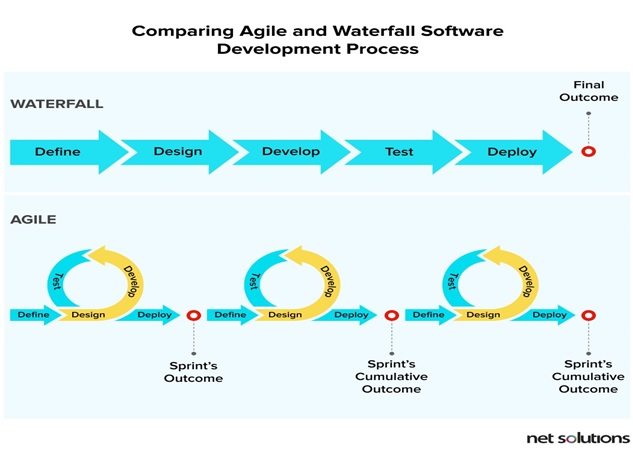 Comparing Agile and Waterfall Software
Development Process
Final
Outcome
WATERFALL
Define
Design
Develop
Test
Deploy
AGILE
Test
Develop
Define
Design
Deploy
Test
Develop
Define
Design
Deploy
Test
Develop
Define
Design
Deploy
Sprint's
Outcome
Sprint's
Cumulative
Outcome
Sprint's
Cumulative
Outcome
net solutions